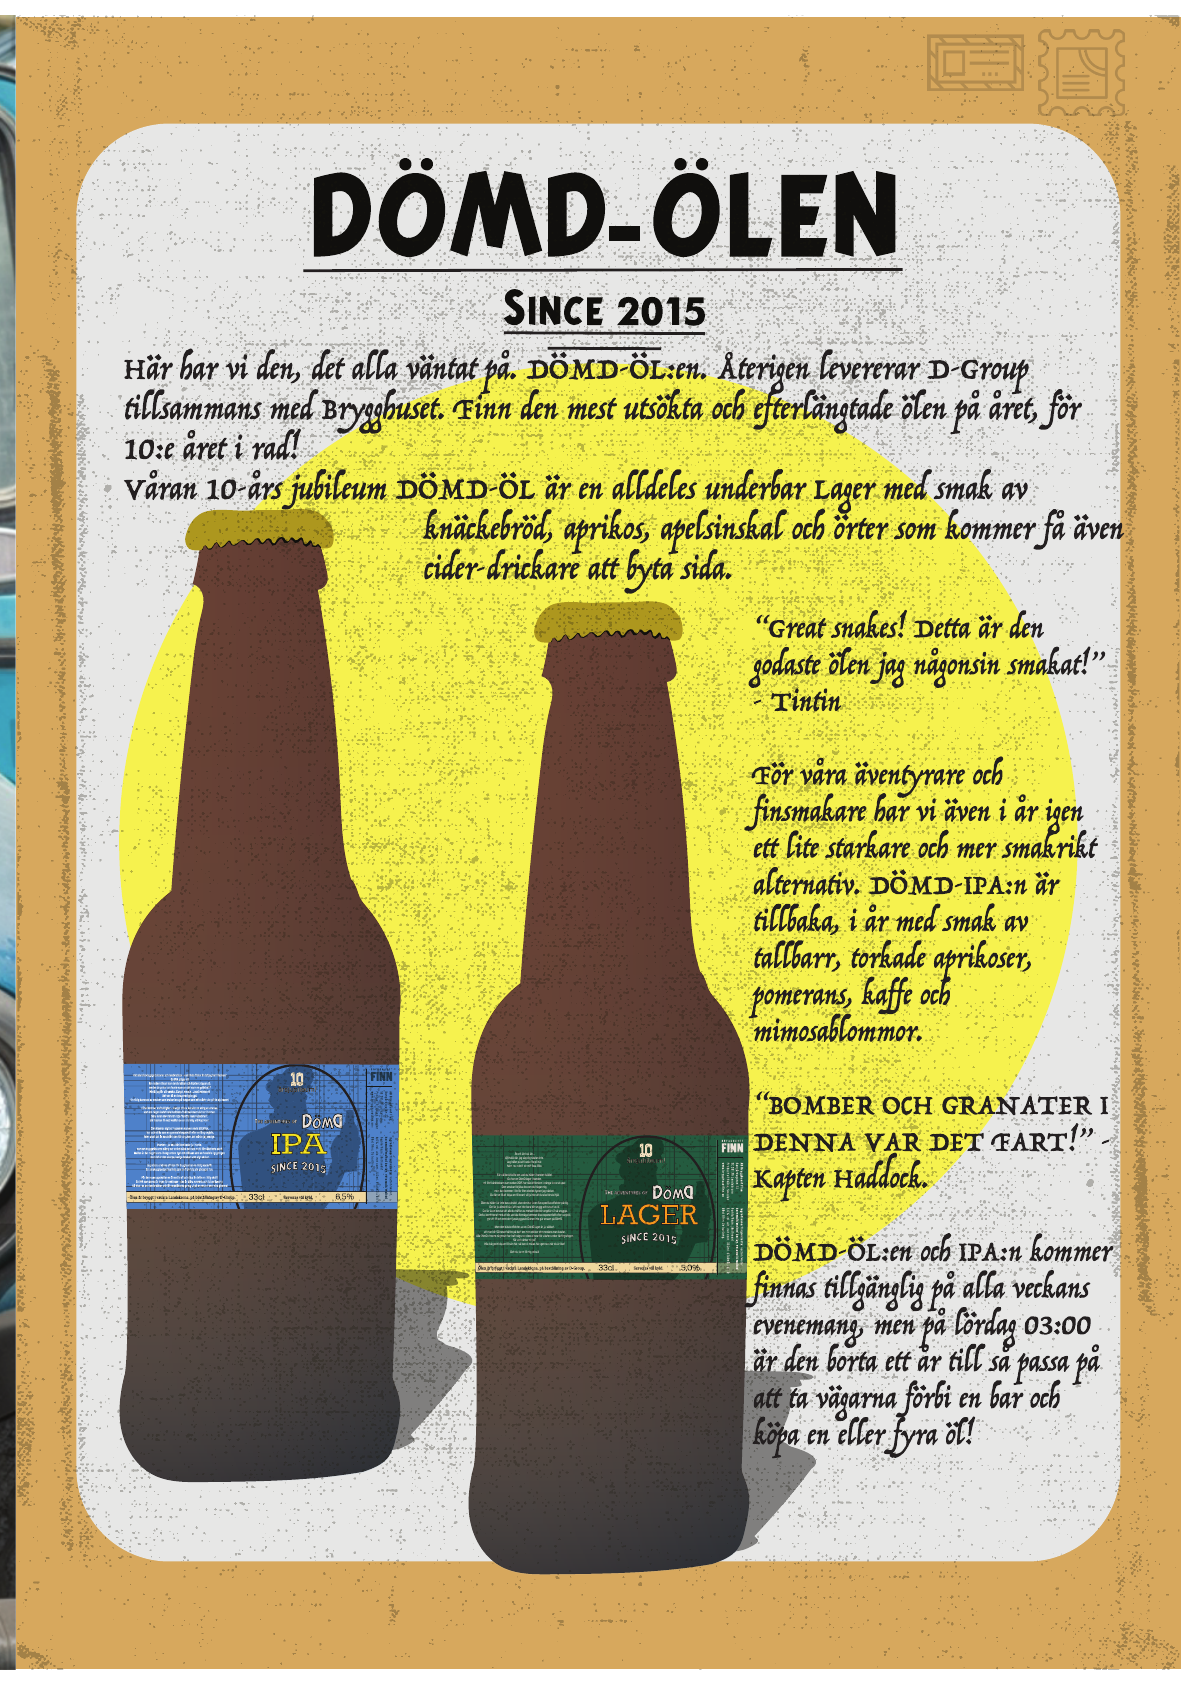 DÖMD-ÖLEN
SINCE 2015
Här har vi den, det alla väntat på. DÖMD-ÖL:en. Återigen levererar D-Group
tillsammans med Brygghuset. Finn den mest utsökta och efterlängtade ölen på året, för
10:e året i rad!
Våran 10-års jubileum DÖMD-ÖL är en alldeles underbar Lager med smak av
knäckebröd, aprikos, apelsinskal och örter som kommer få även
cider-drickare att byta sida.
“Great snakes! Detta är den
godaste ölen jag någonsin smakat!”
- Tintin
För våra äventyrare och
finsmakare har vi även i år igen
ett lite starkare och mer smakrikt
alternativ. DÖMD-IPA:n är
tillbaka, i år med smak av
tallbarr, torkade aprikoser,
pomerans, kaffe och
mimosablommor.
“BOMBER OCH GRANATER I
DENNA VAR DET FART!” -
Kapten Haddock.
DÖMD-ÖL:en och IPA:n kommer
finnas tillgänglig på alla veckans
evenemang, men på lördag 03:00
är den borta ett år till så passa på
att ta vägarna förbi en bar och
köpa en eller fyra öl!
10
FINN
THE ADVENTURES OF DÖMD
IPA
SINCE 2015
33cl
6,5%
10
FINN
THE ADVENTURES OF DÖMD
LAGER
SINCE 2015
33cl
5,0%